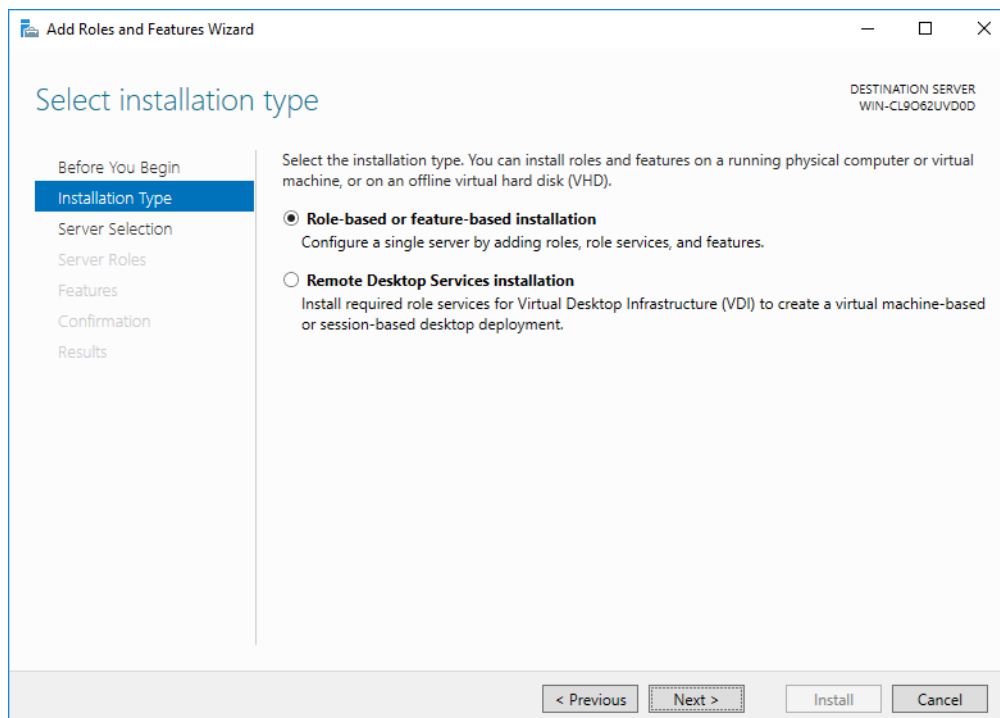 Add Roles and Features Wizard
Select installation type
DESTINATION SERVER
WIN-CL9O62UVD0D
Before You Begin
Installation Type
Server Selection
Server Roles
Features
Confirmation
Results
Select the installation type. You can install roles and features on a running physical computer or virtual
machine, or on an offline virtual hard disk (VHD).
Role-based or feature-based installation
Configure a single server by adding roles, role services, and features.
Remote Desktop Services installation
Install required role services for Virtual Desktop Infrastructure (VDI) to create a virtual machine-based
or session-based desktop deployment.
< Previous
Next >
Install
Cancel